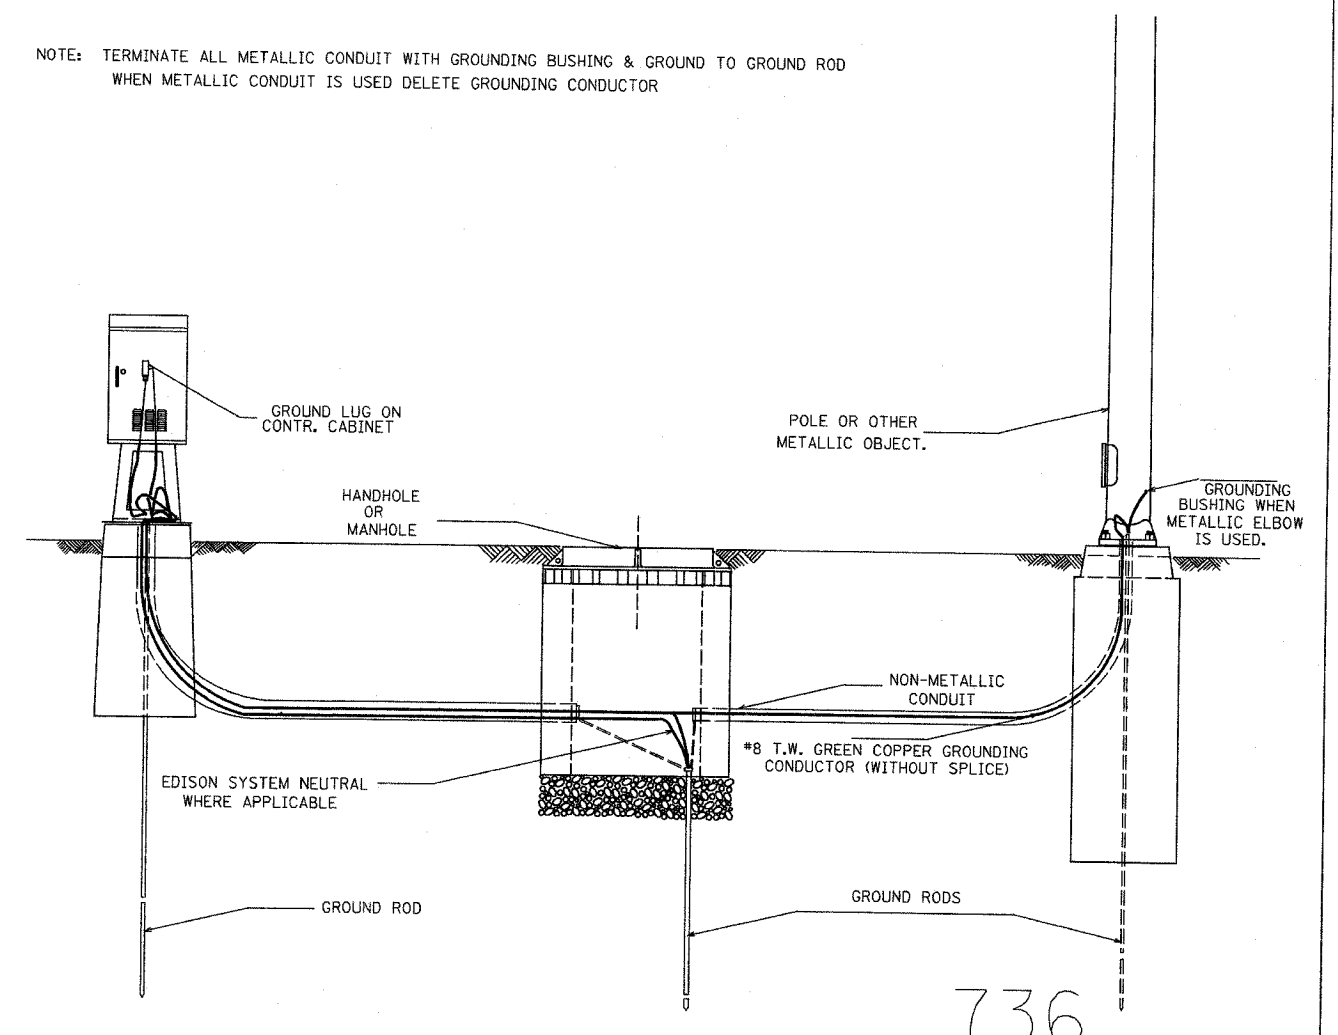 NOTE: TERMINATE ALL METALLIC CONDUIT WITH GROUNDING BUSHING & GROUND TO GROUND ROD
WHEN METALLIC CONDUIT IS USED DELETE GROUNDING CONDUCTOR
GROUND LUG ON
CONTR. CABINET
POLE OR OTHER
METALLIC OBJECT.
HANDHOLE
OR
MANHOLE
GROUNDING
BUSHING WHEN
METALLIC ELBOW
IS USED.
NON-METALLIC
CONDUIT
#8 T.W. GREEN COPPER GROUNDING
CONDUCTOR (WITHOUT SPLICE)
EDISON SYSTEM NEUTRAL
WHERE APPLICABLE
GROUND ROD
GROUND RODS
736